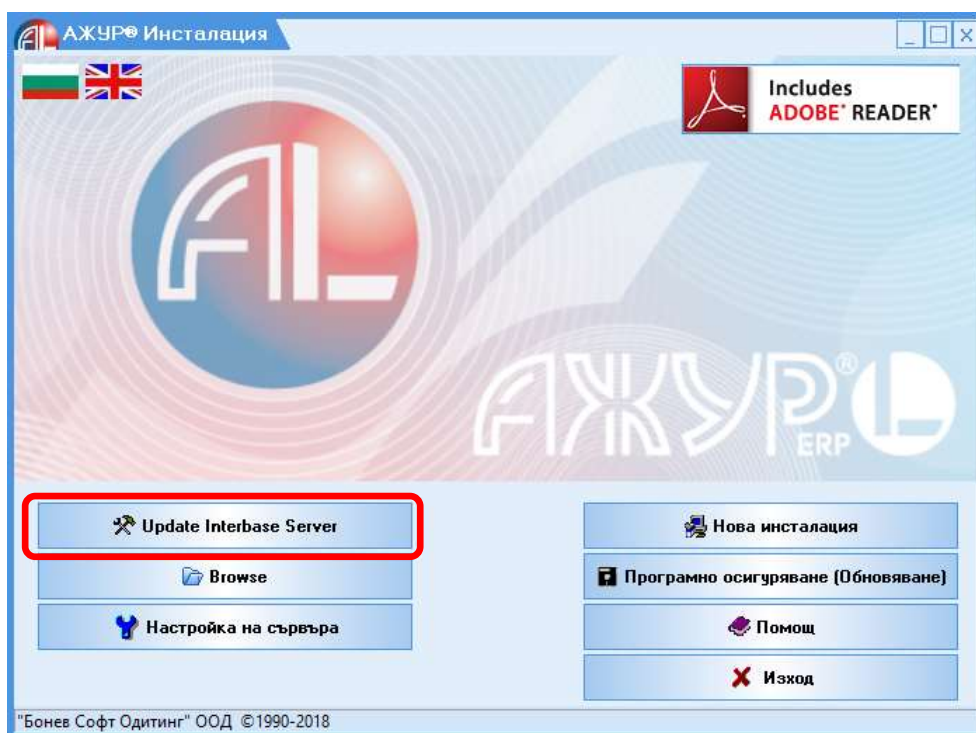 АЖУР® Инсталация
Includes
ADOBE® READER®
AL
АЖУР® L
ERP
Update Interbase Server
Browse
Настройка на сървъра
Нова инсталация
Програмно осигуряване (Обновяване)
Помощ
Изход
"Бонев Софт Одитинг" ООД ©1990-2018